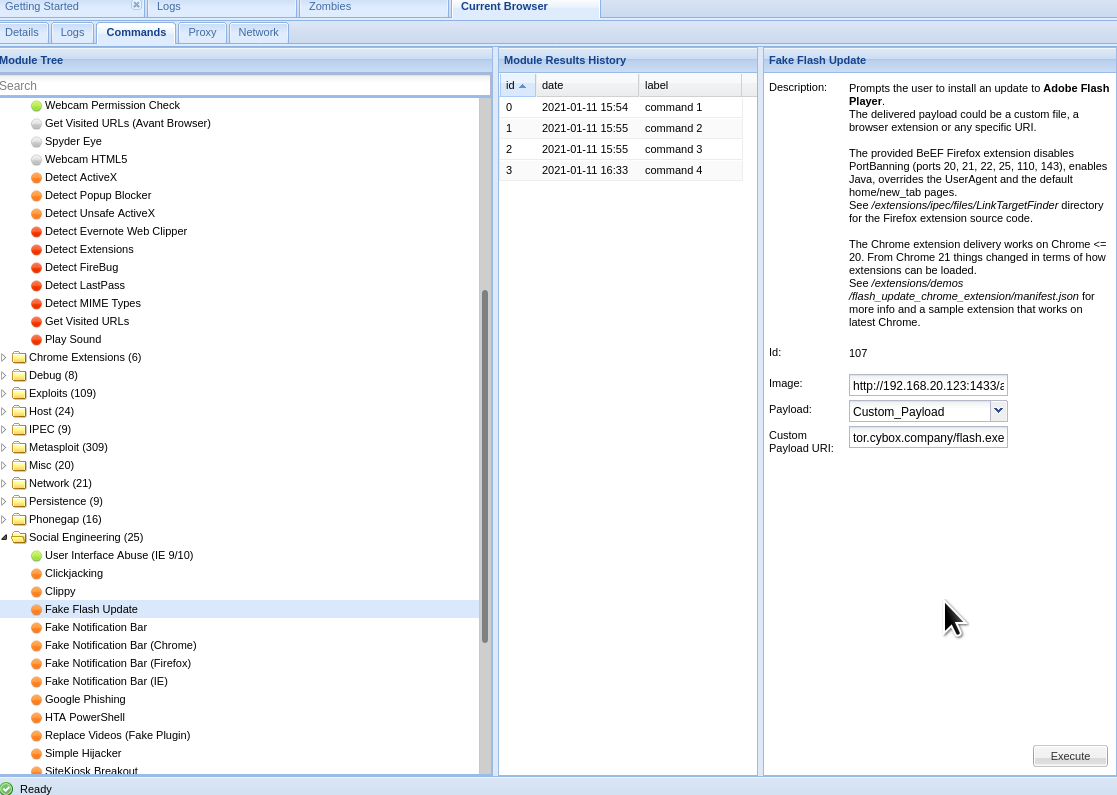 Getting Started
Logs
Zombies
Current Browser
Details
Logs
Commands
Proxy
Network
Module Tree
Search
Webcam Permission Check
Get Visited URLs (Avant Browser)
Spyder Eye
Webcam HTML5
Detect ActiveX
Detect Popup Blocker
Detect Unsafe ActiveX
Detect Evernote Web Clipper
Detect Extensions
Detect FireBug
Detect LastPass
Detect MIME Types
Get Visited URLs
Play Sound
Chrome Extensions (6)
Debug (8)
Exploits (109)
Host (24)
IPEC (9)
Metasploit (309)
Misc (20)
Network (21)
Persistence (9)
Phonegap (16)
Social Engineering (25)
User Interface Abuse (IE 9/10)
Clickjacking
Clippy
Fake Flash Update
Fake Notification Bar
Fake Notification Bar (Chrome)
Fake Notification Bar (Firefox)
Fake Notification Bar (IE)
Google Phishing
HTA PowerShell
Replace Videos (Fake Plugin)
Simple Hijacker
SiteKiosk Breakout
Module Results History
id date label
0 2021-01-11 15:54 command 1
1 2021-01-11 15:55 command 2
2 2021-01-11 15:55 command 3
3 2021-01-11 16:33 command 4
Fake Flash Update
Description: Prompts the user to install an update to Adobe Flash
Player.
The delivered payload could be a custom file, a
browser extension or any specific URI.
The provided BeEF Firefox extension disables
PortBanning (ports 20, 21, 22, 25, 110, 143), enables
Java, overrides the UserAgent and the default
home/new_tab pages.
See /extensions/ipec/files/LinkTargetFinder directory
for the Firefox extension source code.
The Chrome extension delivery works on Chrome <=
20. From Chrome 21 things changed in terms of how
extensions can be loaded.
See /extensions/demos
/flash_update_chrome_extension/manifest.json for
more info and a sample extension that works on
latest Chrome.
Id: 107
Image: http://192.168.20.123:1433/a
Payload: Custom_Payload
Custom
Payload URI: tor.cybox.company/flash.exe
Execute
Ready